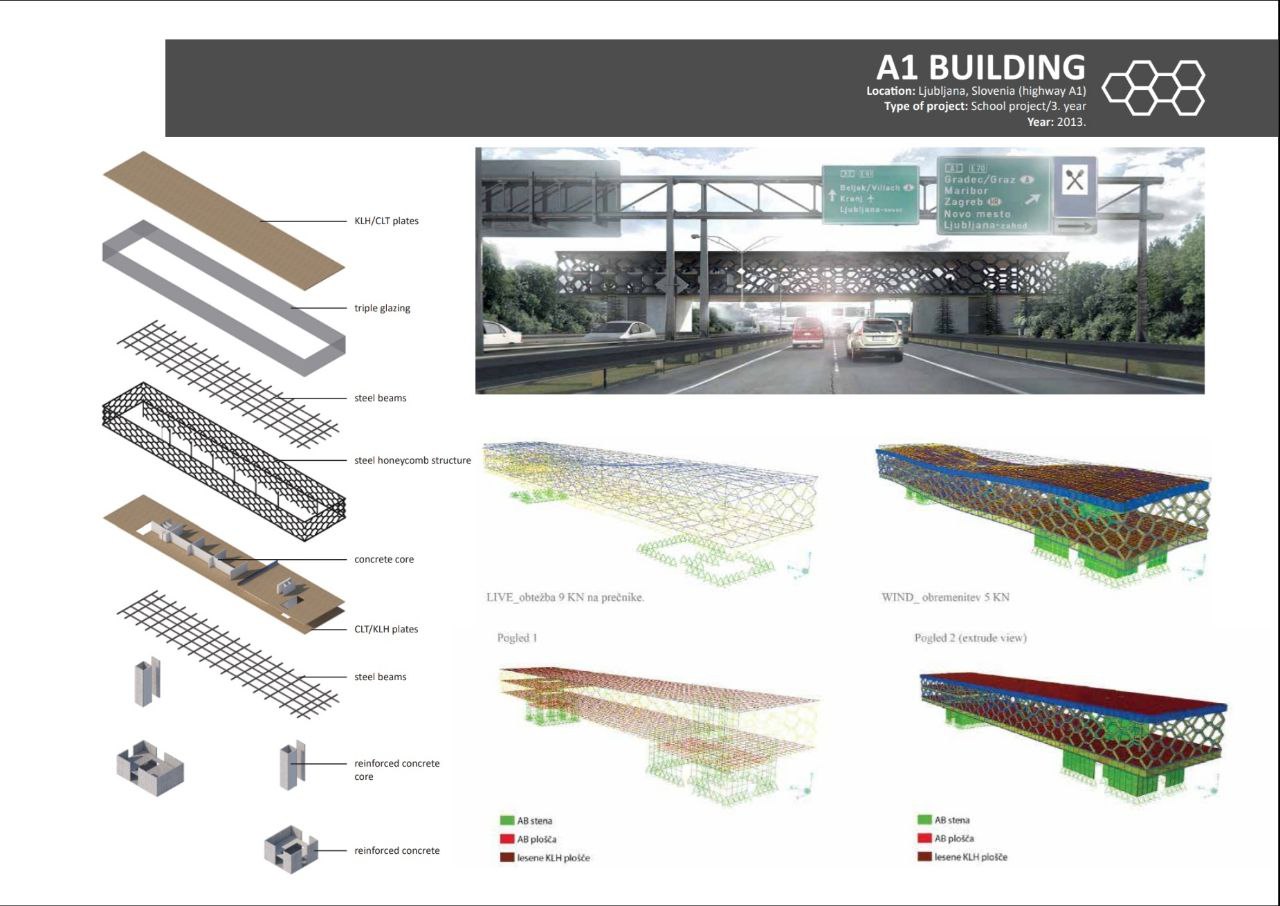 A1 BUILDING
Location: Ljubljana, Slovenia (highway A1)
Type of project: School project/3. year
Year: 2013.
KLH/CLT plates
triple glazing
steel beams
steel honeycomb structure
concrete core
CLT/KLH plates
steel beams
reinforced concrete
core
reinforced concrete
Beljak/Villach A
Kranj
Ljubljana-sever
A1 E70
Gradec/Graz A
Maribor
Zagreb HR
Novo mesto
Ljubljana-zahod
LIVE_obtežba 9 KN na prečnike.
WIND_ obremenitev 5 KN
Pogled 1
Pogled 2 (extrude view)
AB stena
AB plošča
lesene KLH plošče
AB stena
AB plošča
lesene KLH plošče